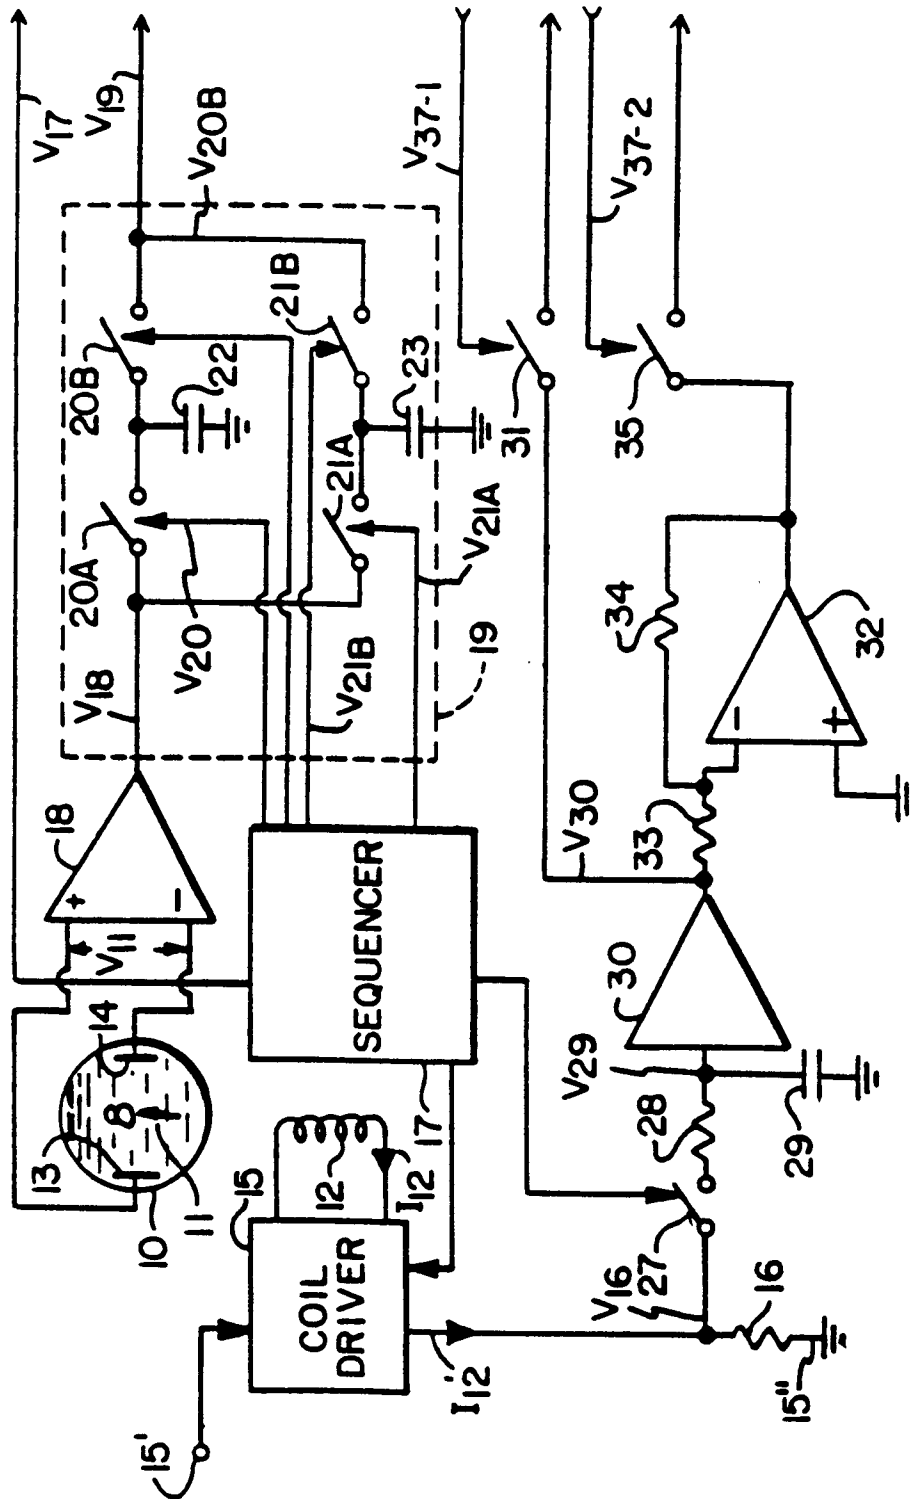 V17
V19
V20B
V37-1
V37-2
20B
22
21B
23
31
35
20A
V20
21A
V21A
V18
V21B
19
34
32
18
+
−
V11
SEQUENCER
V30
33
−
+
30
14
13
B
11
10
17
V29
28
29
15
12
I12
COIL
DRIVER
27
V16
16
15"
I'12
15'